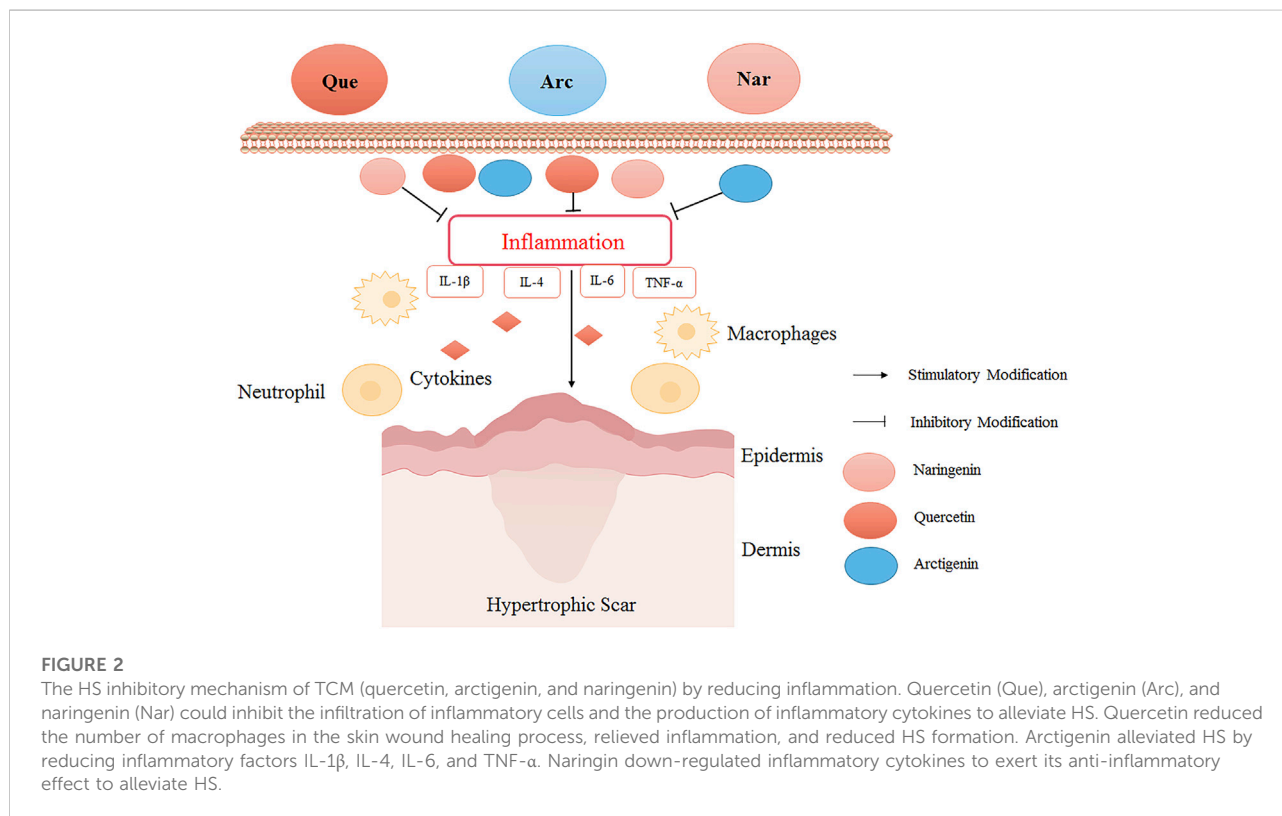 Que
Arc
Nar
Inflammation
IL-1β
IL-4
IL-6
TNF-α
Macrophages
Neutrophil
Cytokines
Epidermis
Dermis
Hypertrophic Scar
Stimulatory Modification
Inhibitory Modification
Naringenin
Quercetin
Arctigenin
FIGURE 2
The HS inhibitory mechanism of TCM (quercetin, arctigenin, and naringenin) by reducing inflammation. Quercetin (Que), arctigenin (Arc), and
naringenin (Nar) could inhibit the infiltration of inflammatory cells and the production of inflammatory cytokines to alleviate HS. Quercetin reduced
the number of macrophages in the skin wound healing process, relieved inflammation, and reduced HS formation. Arctigenin alleviated HS by
reducing inflammatory factors IL-1β, IL-4, IL-6, and TNF-α. Naringin down-regulated inflammatory cytokines to exert its anti-inflammatory
effect to alleviate HS.